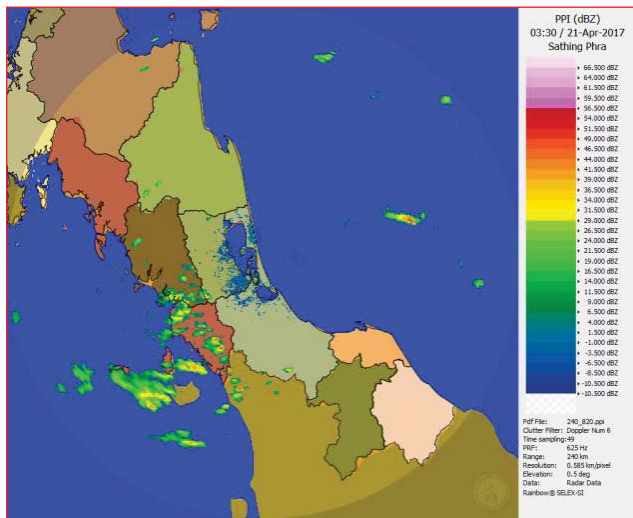 PPI (dBZ)
03:30 / 21-Apr-2017
Sathing Phra
66.500 dBZ
64.000 dBZ
61.500 dBZ
59.500 dBZ
56.500 dBZ
54.000 dBZ
51.500 dBZ
49.000 dBZ
46.500 dBZ
44.000 dBZ
41.500 dBZ
39.000 dBZ
36.500 dBZ
34.000 dBZ
31.500 dBZ
29.000 dBZ
26.500 dBZ
24.000 dBZ
21.500 dBZ
19.000 dBZ
16.500 dBZ
14.000 dBZ
11.500 dBZ
9.000 dBZ
6.500 dBZ
4.000 dBZ
1.500 dBZ
-1.000 dBZ
-3.500 dBZ
-6.500 dBZ
-8.500 dBZ
-10.500 dBZ
-10.500 dBZ
Pdf File: 240_820.ppi
Clutter Filter: Doppler Num 6
Time sampling: 49
PRF: 625 Hz
Range: 240 km
Resolution: 0.585 km/pixel
Elevation: 0.5 deg
Data: Radar Data
Rainbow® SELEX-SI